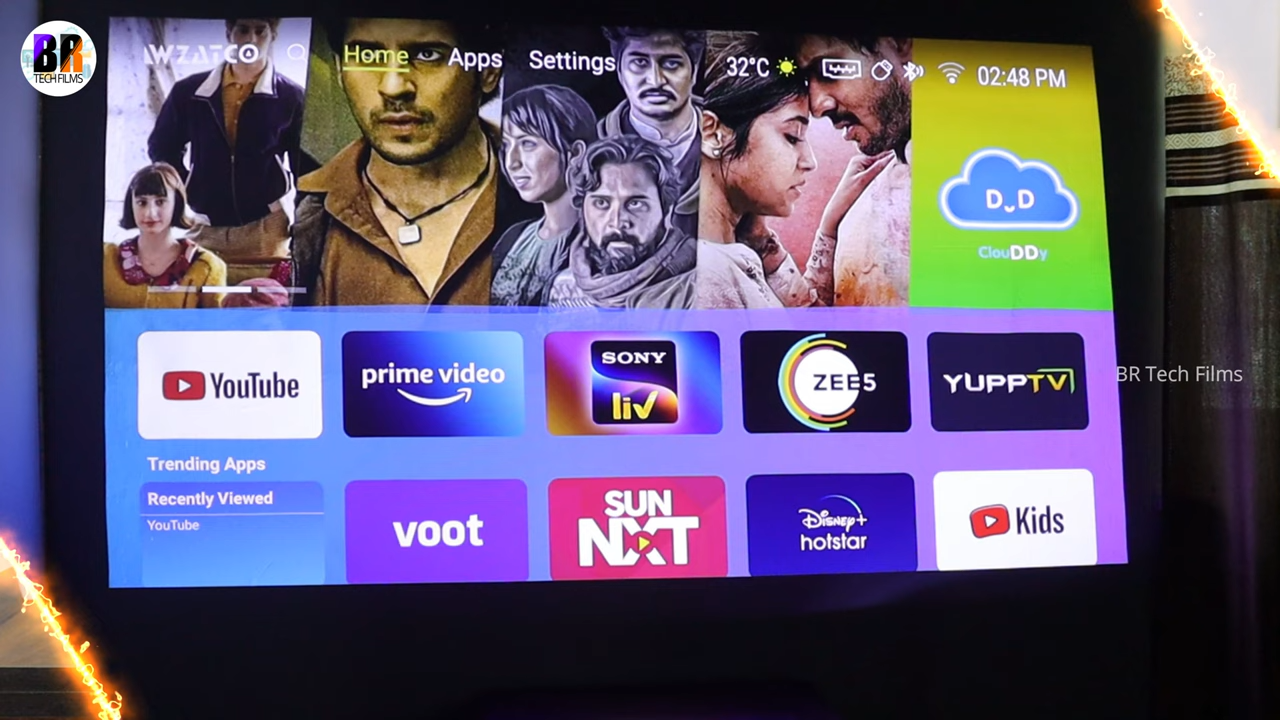 BR
TECH FILMS
WZATCO
Home
Apps
Settings
32°C
02:48 PM
D D
ClouDDy
YouTube
prime video
SONY
liv
ZEE5
YUPPTV
BR Tech Films
Trending Apps
Recently Viewed
YouTube
voot
SUN
NXT
Disney+
hotstar
Kids